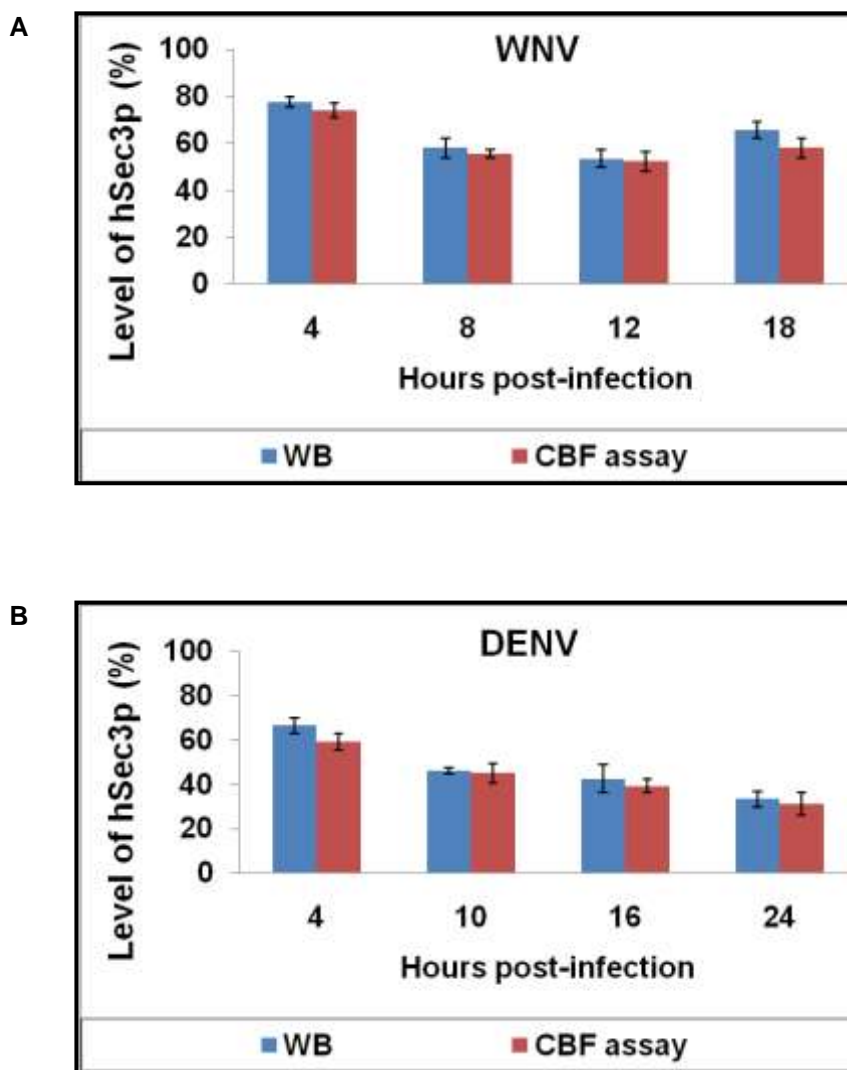 A
WNV
Level of hSec3p (%)
100
80
60
40
20
0
4 8 12 18
Hours post-infection
WB CBF assay
B
DENV
Level of hSec3p (%)
100
80
60
40
20
0
4 10 16 24
Hours post-infection
WB CBF assay